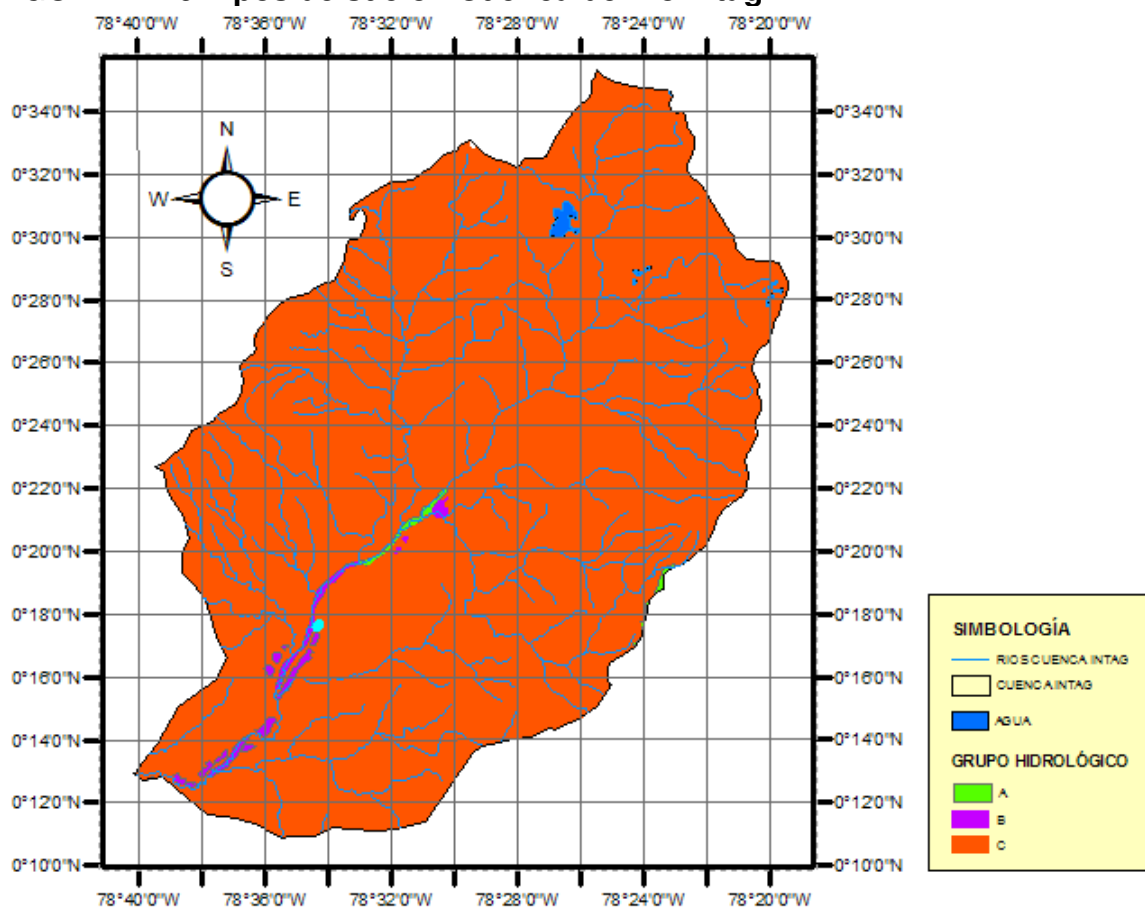 Tipos de suelo cuenca del Intag
78°40'0"W 78°36'0"W 78°32'0"W 78°28'0"W 78°24'0"W 78°20'0"W
0°34'0"N 0°34'0"N
N
0°32'0"N 0°32'0"N
W E
0°30'0"N 0°30'0"N
S
0°28'0"N 0°28'0"N
0°26'0"N 0°26'0"N
0°24'0"N 0°24'0"N
0°22'0"N 0°22'0"N
0°20'0"N 0°20'0"N
0°18'0"N 0°18'0"N
0°16'0"N 0°16'0"N
0°14'0"N 0°14'0"N
0°12'0"N 0°12'0"N
0°10'0"N 0°10'0"N
78°40'0"W 78°36'0"W 78°32'0"W 78°28'0"W 78°24'0"W 78°20'0"W
SIMBOLOGÍA
RIOS CUENCA INTAG
CUENCA INTAG
AGUA
GRUPO HIDROLÓGICO
A
B
C